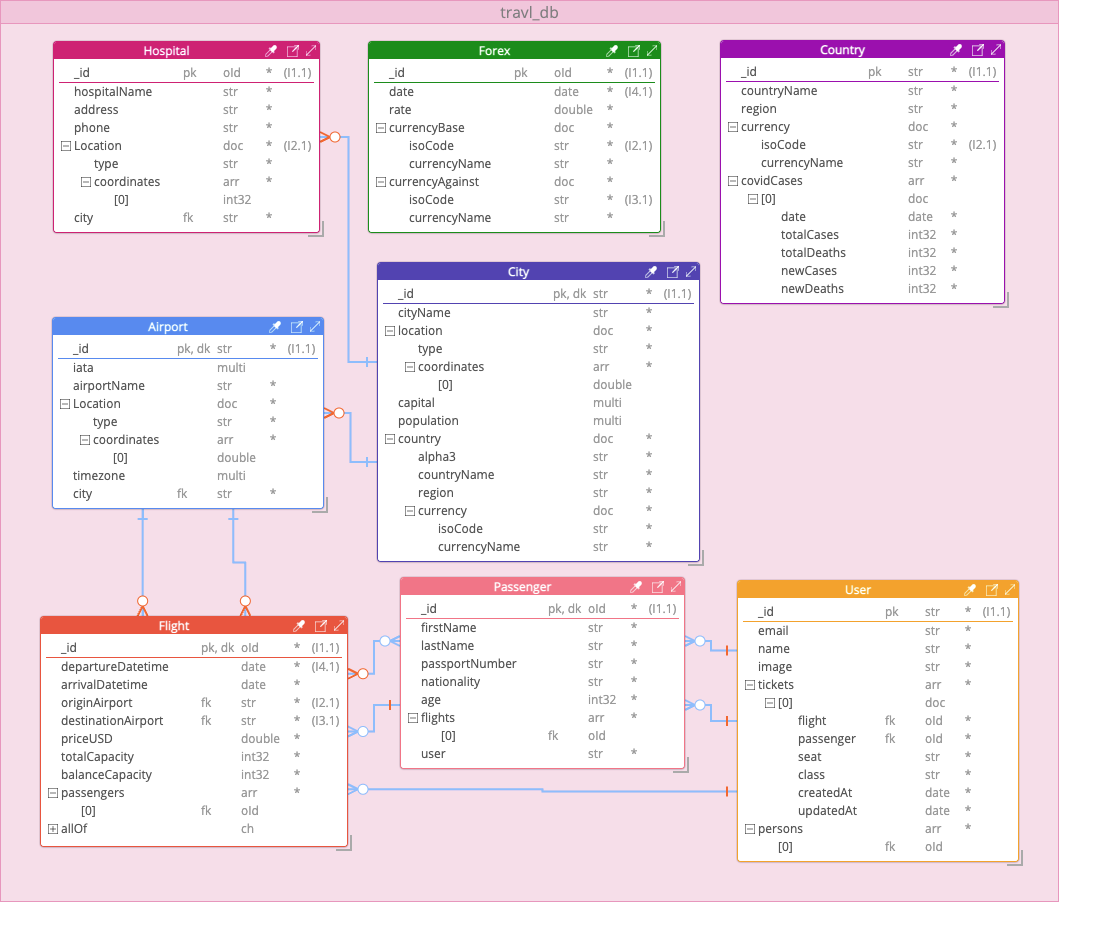 travl_db
Hospital
_id pk oId * (I1.1)
hospitalName str *
address str *
phone str *
Location doc * (I2.1)
type str *
coordinates arr *
[0] int32
city fk str *
Forex
_id pk oId * (I1.1)
date date * (I4.1)
rate double *
currencyBase doc *
isoCode str * (I2.1)
currencyName str *
currencyAgainst doc *
isoCode str * (I3.1)
currencyName str *
Country
_id pk str * (I1.1)
countryName str *
region str *
currency doc *
isoCode str * (I2.1)
currencyName str *
covidCases arr *
[0] doc
date date *
totalCases int32 *
totalDeaths int32 *
newCases int32 *
newDeaths int32 *
City
_id pk, dk str * (I1.1)
cityName str *
location doc *
type str *
coordinates arr *
[0] double
capital multi
population multi
country doc *
alpha3 str *
countryName str *
region str *
currency doc *
isoCode str *
currencyName str *
Airport
_id pk, dk str * (I1.1)
iata multi
airportName str *
Location doc *
type str *
coordinates arr *
[0] double
timezone multi
city fk str *
Flight
_id pk, dk oId * (I1.1)
departureDatetime date * (I4.1)
arrivalDatetime date *
originAirport fk str * (I2.1)
destinationAirport fk str * (I3.1)
priceUSD double *
totalCapacity int32 *
balanceCapacity int32 *
passengers arr *
[0] fk oId
allOf ch
Passenger
_id pk, dk oId * (I1.1)
firstName str *
lastName str *
passportNumber str *
nationality str *
age int32 *
flights arr *
[0] fk oId
user str *
User
_id pk str * (I1.1)
email str *
name str *
image str *
tickets arr *
[0] doc
flight fk oId *
passenger fk oId *
seat str *
class str *
createdAt date *
updatedAt date *
persons arr *
[0] fk oId